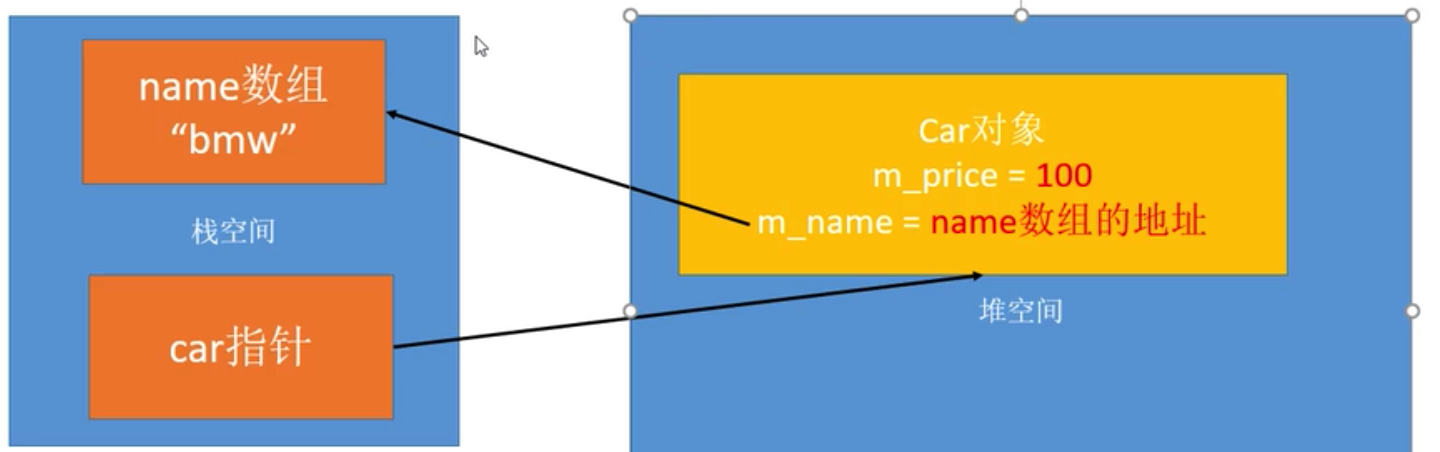 name数组
“bmw”
栈空间
car指针
Car对象
m_price = 100
m_name = name数组的地址
堆空间